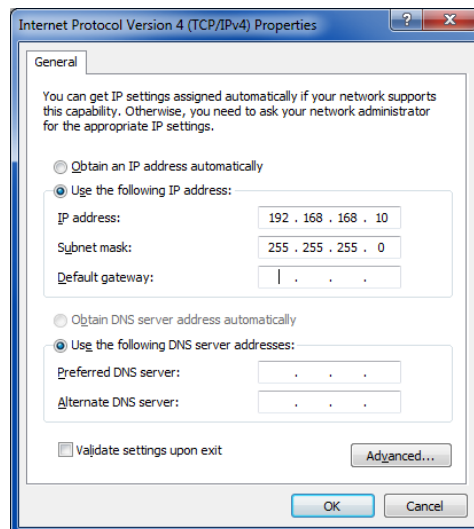 Internet Protocol Version 4 (TCP/IPv4) Properties
?
X
General
You can get IP settings assigned automatically if your network supports
this capability. Otherwise, you need to ask your network administrator
for the appropriate IP settings.
Obtain an IP address automatically
Use the following IP address:
IP address: 192 . 168 . 168 . 10
Subnet mask: 255 . 255 . 255 . 0
Default gateway: . . .
Obtain DNS server address automatically
Use the following DNS server addresses:
Preferred DNS server: . . .
Alternate DNS server: . . .
Validate settings upon exit
Advanced...
OK Cancel